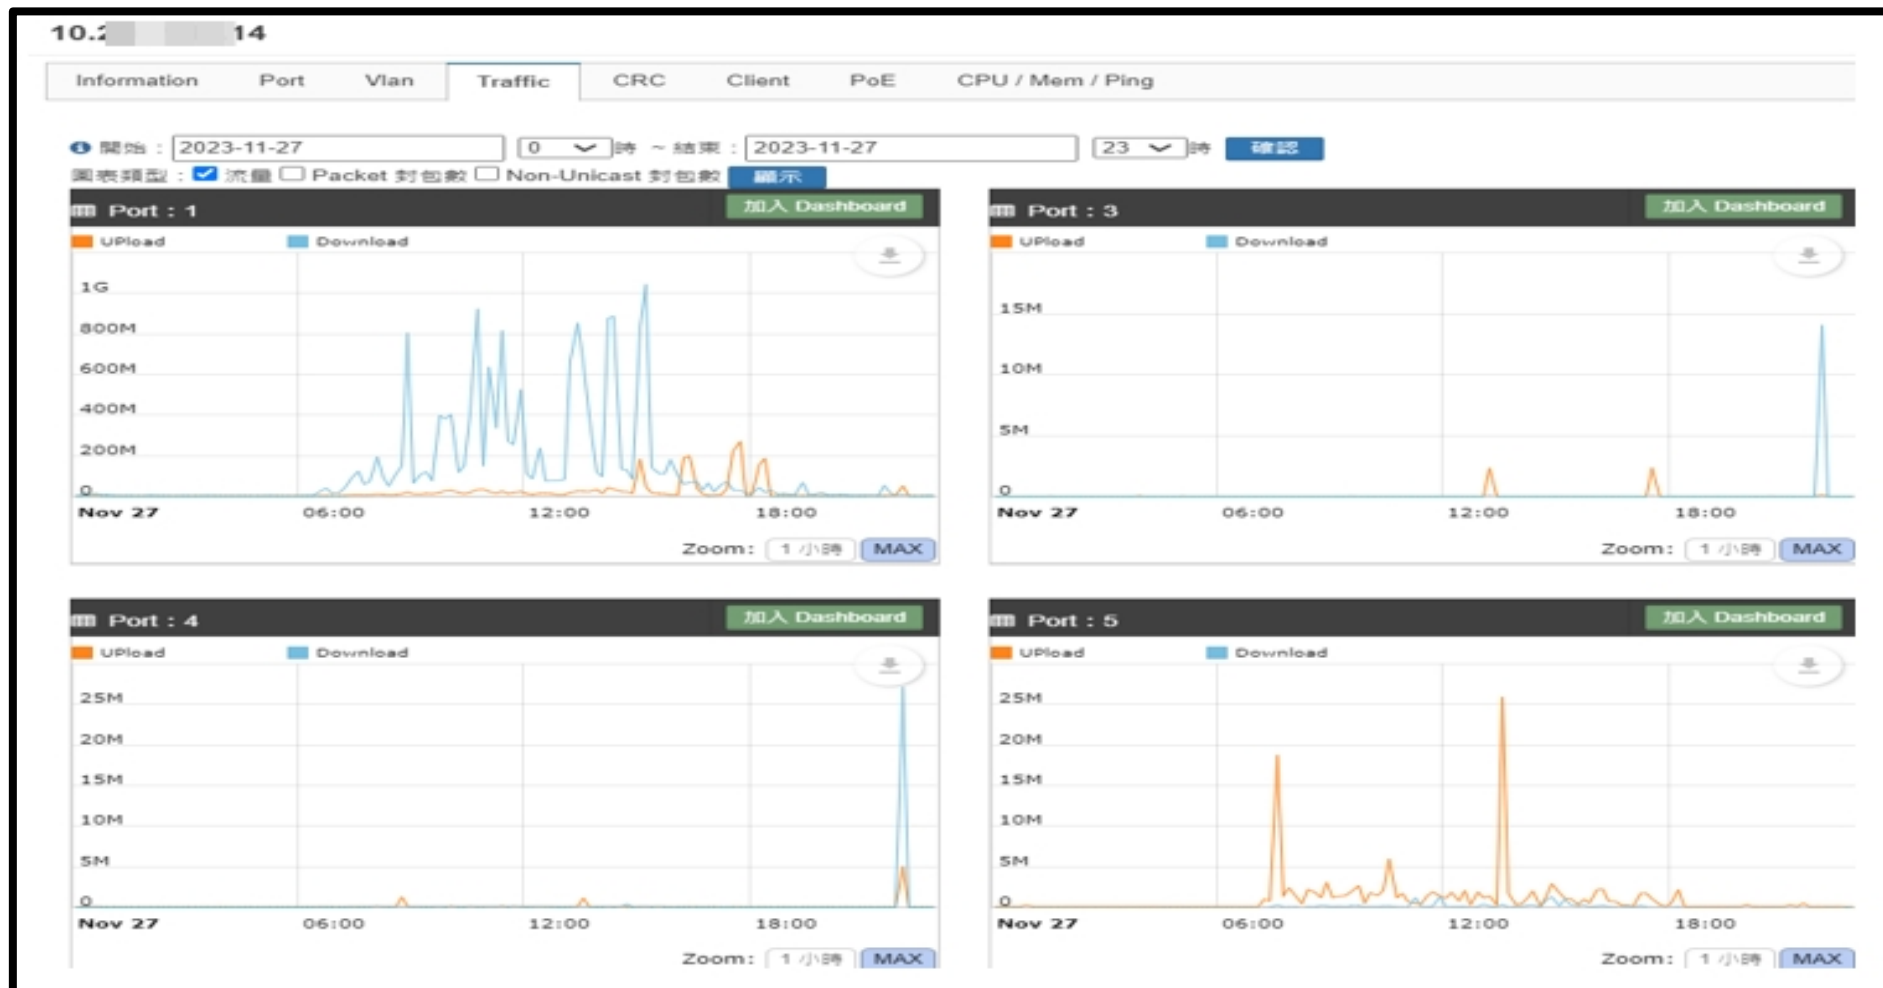 10.2 14
Information Port Vlan Traffic CRC Client PoE CPU / Mem / Ping
開始 : 2023-11-27 0 時 ~ 結束 : 2023-11-27 23 時 確認
圖表類型 : 流量 Packet 封包數 Non-Unicast 封包數 顯示
Port : 1 加入 Dashboard
UPload Download
1G
800M
600M
400M
200M
0
Nov 27 06:00 12:00 18:00
Zoom: 1 小時 MAX
Port : 3 加入 Dashboard
UPload Download
15M
10M
5M
0
Nov 27 06:00 12:00 18:00
Zoom: 1 小時 MAX
Port : 4 加入 Dashboard
UPload Download
25M
20M
15M
10M
5M
0
Nov 27 06:00 12:00 18:00
Zoom: 1 小時 MAX
Port : 5 加入 Dashboard
UPload Download
25M
20M
15M
10M
5M
0
Nov 27 06:00 12:00 18:00
Zoom: 1 小時 MAX